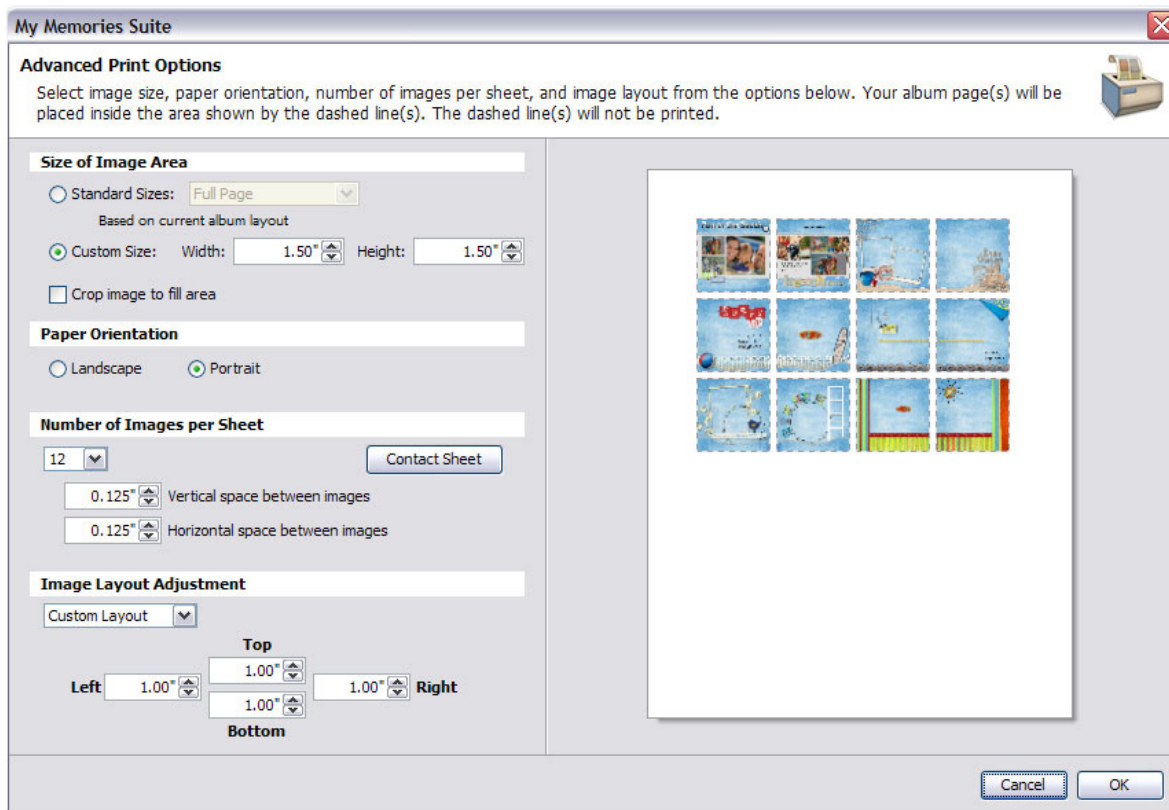 My Memories Suite
Advanced Print Options
Select image size, paper orientation, number of images per sheet, and image layout from the options below. Your album page(s) will be
placed inside the area shown by the dashed line(s). The dashed line(s) will not be printed.
Size of Image Area
Standard Sizes: Full Page
Based on current album layout
Custom Size: Width: 1.50" Height: 1.50"
Crop image to fill area
Paper Orientation
Landscape Portrait
Number of Images per Sheet
12 Contact Sheet
0.125" Vertical space between images
0.125" Horizontal space between images
Image Layout Adjustment
Custom Layout
Top
1.00"
Left 1.00" 1.00" Right
1.00"
Bottom
Cancel OK